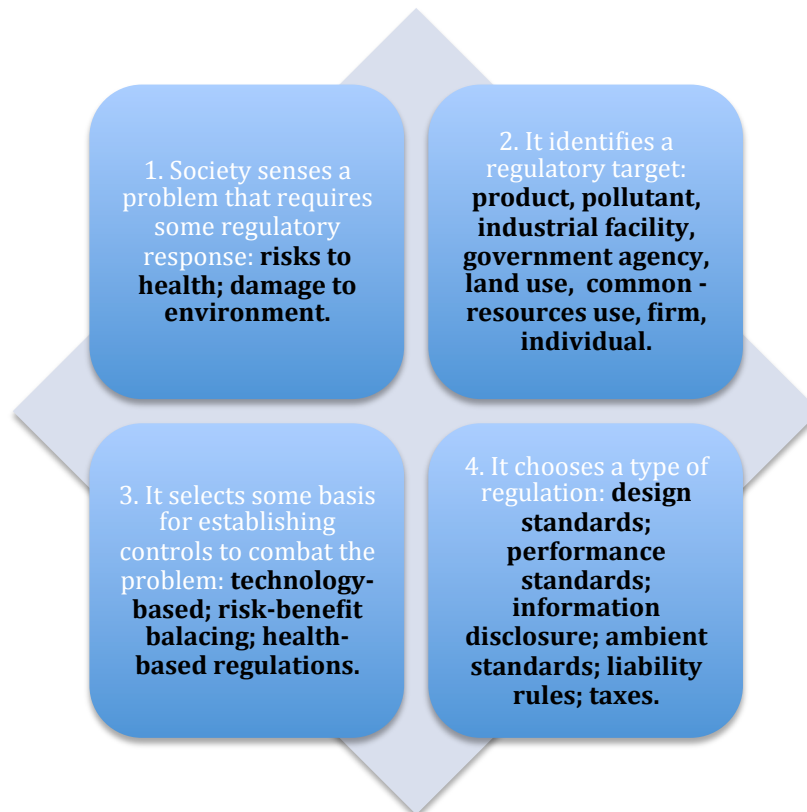 1. Society senses a
problem that requires
some regulatory
response: risks to
health; damage to
environment.
2. It identifies a
regulatory target:
product, pollutant,
industrial facility,
government agency,
land use, common -
resources use, firm,
individual.
3. It selects some basis
for establishing
controls to combat the
problem: technology-
based; risk-benefit
balacing; health-
based regulations.
4. It chooses a type of
regulation: design
standards;
performance
standards;
information
disclosure; ambient
standards; liability
rules; taxes.